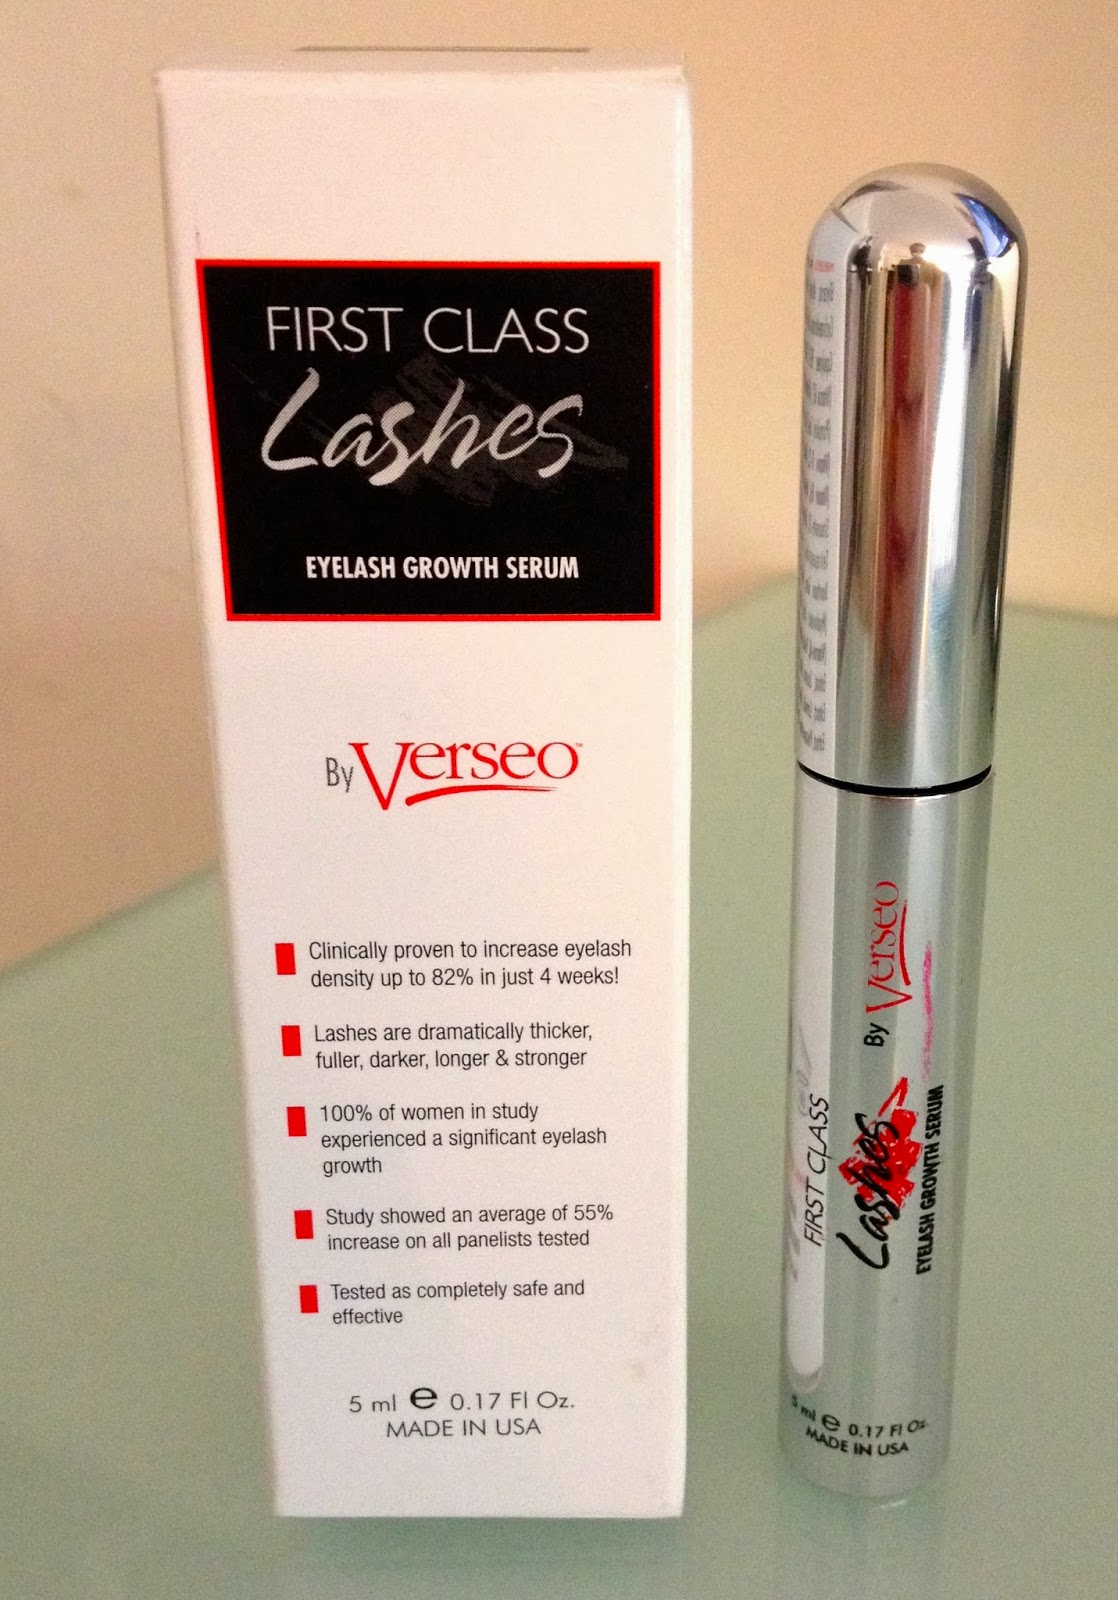 FIRST CLASS
Lashes
EYELASH GROWTH SERUM
By Verseo™
Clinically proven to increase eyelash
density up to 82% in just 4 weeks!
Lashes are dramatically thicker,
fuller, darker, longer & stronger
100% of women in study
experienced a significant eyelash
growth
Study showed an average of 55%
increase on all panelists tested
Tested as completely safe and
effective
5 ml e 0.17 Fl Oz.
MADE IN USA
FIRST CLASS
Lashes
EYELASH GROWTH SERUM
By Verseo
5 ml e 0.17 Fl Oz.
MADE IN USA